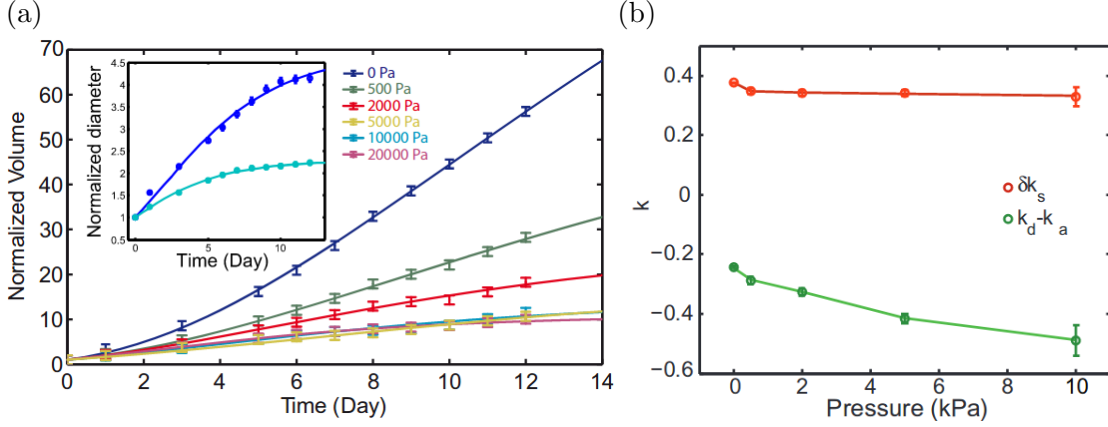 (a)
Normalized Volume
70
60
50
40
30
20
10
0
0 2 4 6 8 10 12 14
Time (Day)
Normalized diameter
4.5
4
3.5
3
2.5
2
1.5
1
0.5
0 5 10
Time (Day)
0 Pa
500 Pa
2000 Pa
5000 Pa
10000 Pa
20000 Pa
(b)
k
0.4
0.2
0
−0.2
−0.4
−0.6
0 2 4 6 8 10
Pressure (kPa)
δk_s
k_d-k_a